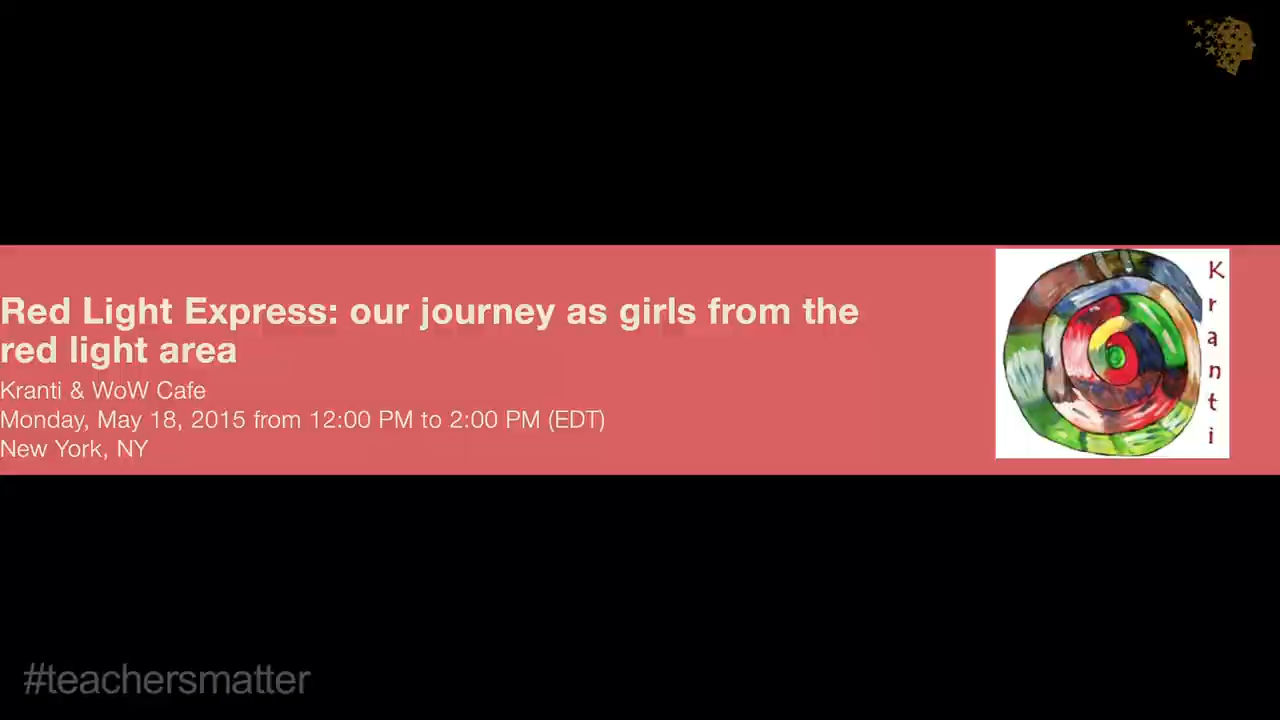 Red Light Express: our journey as girls from the
red light area
Kranti & WoW Cafe
Monday, May 18, 2015 from 12:00 PM to 2:00 PM (EDT)
New York, NY
Kranti
#teachersmatter